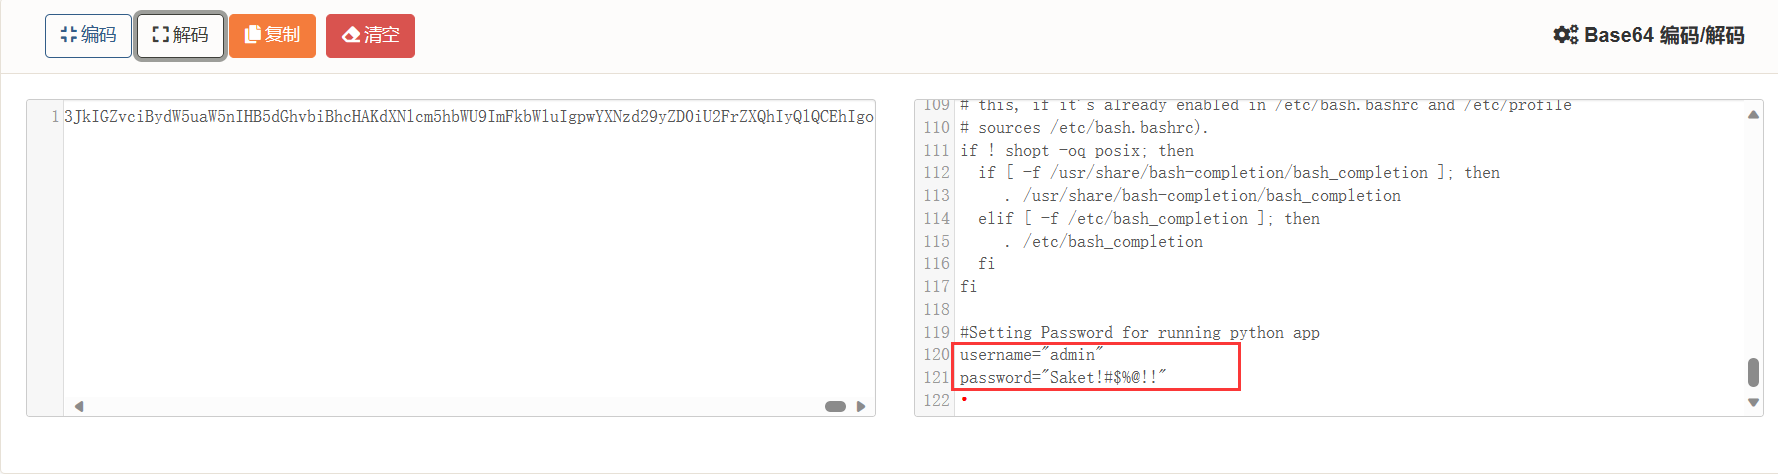 编码 解码 复制 清空 Base64 编码/解码
1 3JkIGZvciBydW5uaW5nIHB5dGhvbiBhcHAKdXNlcm5hbWU9ImFkbWluIgpwYXNzd29yZD0iU2FrZXQhIyQlQCEhIgo
109 # this, if it's already enabled in /etc/bash.bashrc and /etc/profile
110 # sources /etc/bash.bashrc).
111 if ! shopt -oq posix; then
112 if [ -f /usr/share/bash-completion/bash_completion ]; then
113 . /usr/share/bash-completion/bash_completion
114 elif [ -f /etc/bash_completion ]; then
115 . /etc/bash_completion
116 fi
117 fi
118
119 #Setting Password for running python app
120 username="admin"
121 password="Saket!#$%@!!"
122